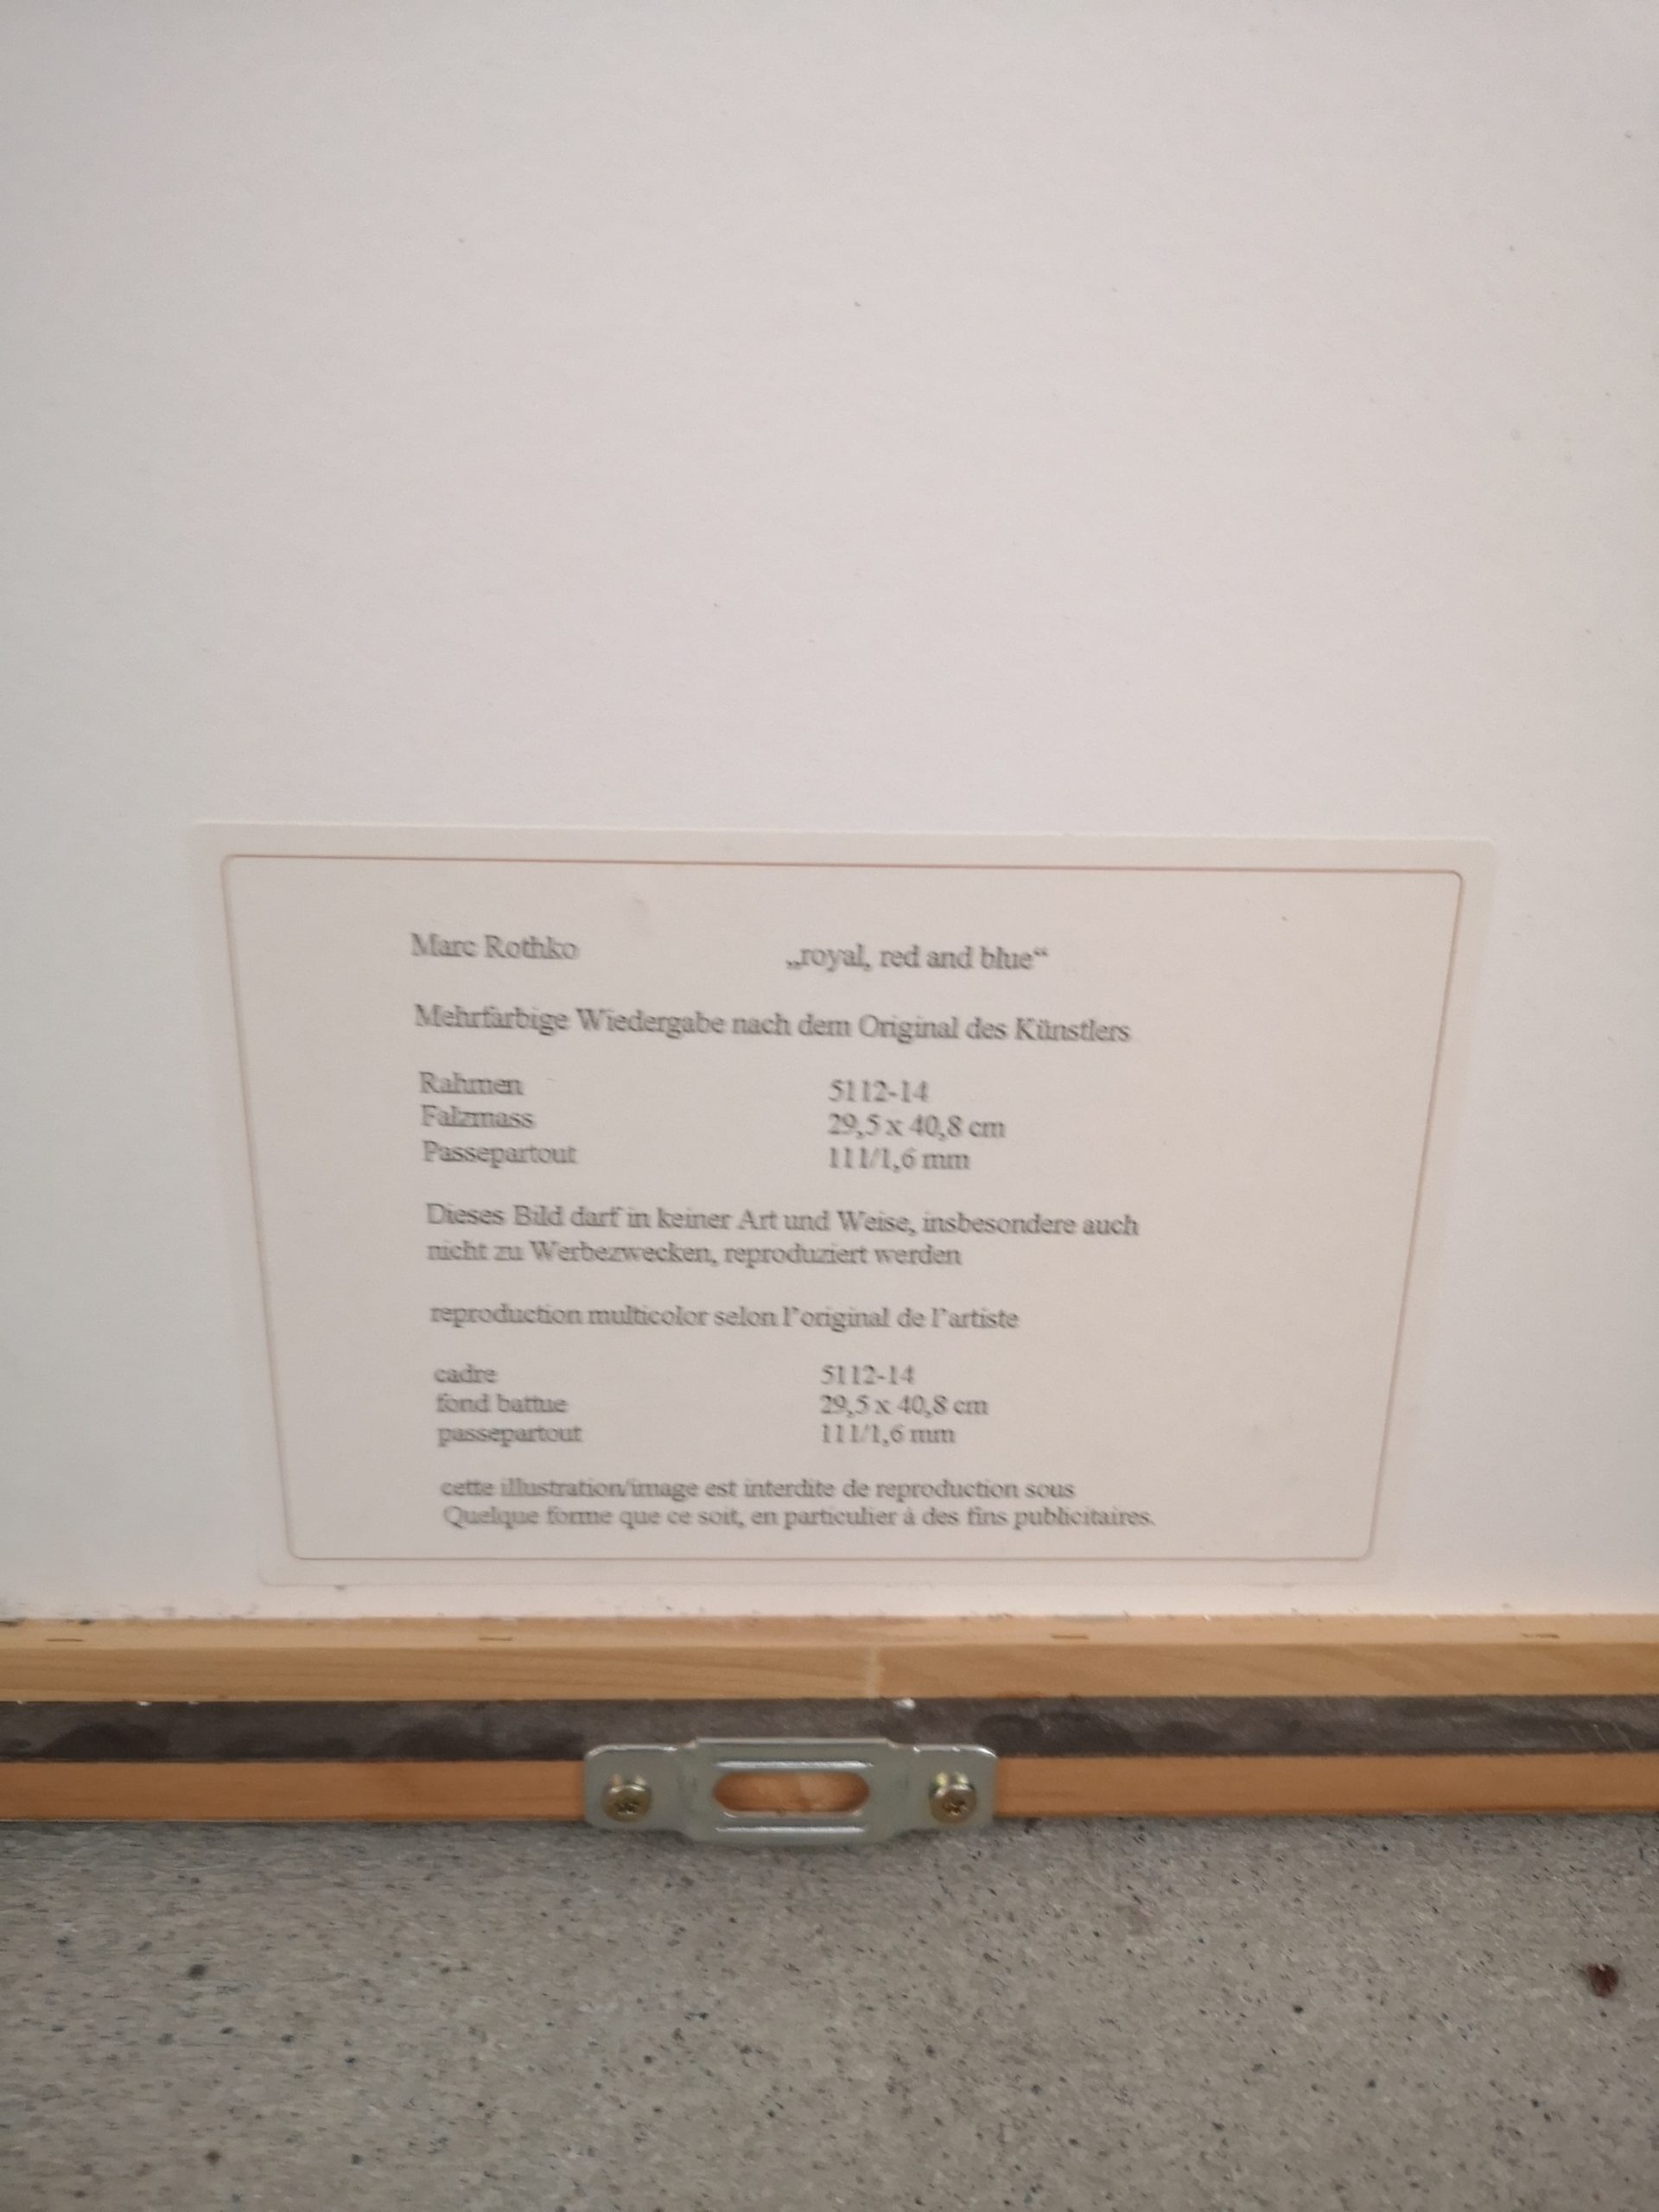 Marc Rothko „royal, red and blue“
Mehrfarbige Wiedergabe nach dem Original des Künstlers
Rahmen 5112-14
Falzmass 29,5 x 40,8 cm
Passepartout 111/1,6 mm
Dieses Bild darf in keiner Art und Weise, insbesondere auch
nicht zu Werbezwecken, reproduziert werden
reproduction multicolor selon l’original de l’artiste
cadre 5112-14
fond battue 29,5 x 40,8 cm
passepartout 111/1,6 mm
cette illustration/image est interdite de reproduction sous
Quelque forme que ce soit, en particulier à des fins publicitaires.